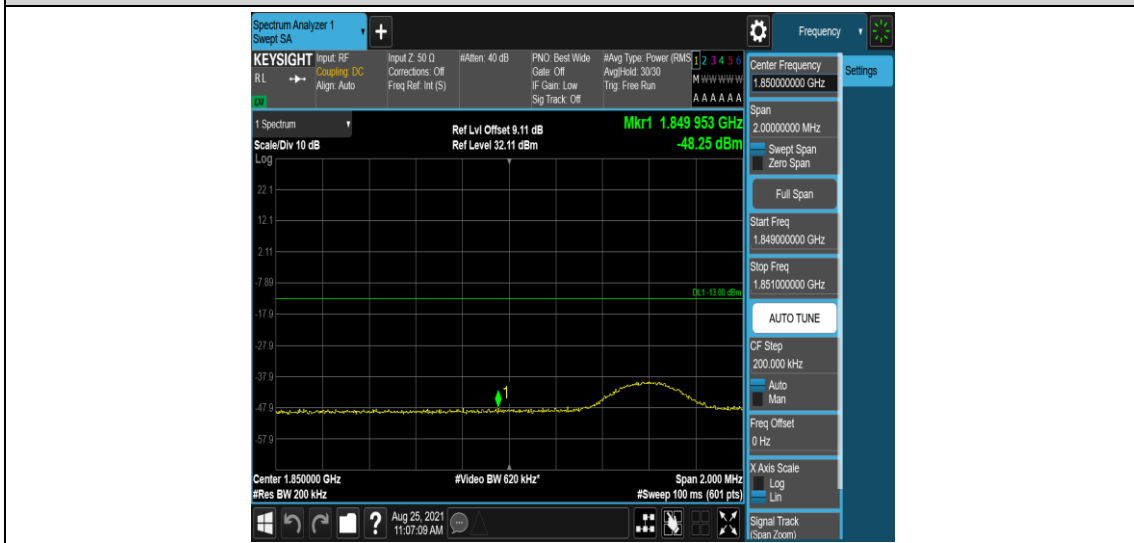 Spectrum Analyzer 1
Swept SA
+
Frequency
KEYSIGHT
RL
Input: RF
Coupling: DC
Align: Auto
Input Z: 50 Ω
Corrections: Off
Freq Ref: Int (S)
#Atten: 40 dB
PNO: Best Wide
Gate: Off
IF Gain: Low
Sig Track: Off
#Avg Type: Power (RMS
Avg|Hold: 30/30
Trig: Free Run
1 2 3 4 5 6
M W W W W W
A A A A A A
1 Spectrum
Scale/Div 10 dB
Log
Ref Lvl Offset 9.11 dB
Ref Level 32.11 dBm
Mkr1 1.849 953 GHz
-48.25 dBm
22.1
12.1
2.11
-7.89
DL1 -13.00 dBm
-17.9
-27.9
-37.9
1
-47.9
-57.9
Center 1.850000 GHz
#Video BW 620 kHz*
Span 2.000 MHz
#Res BW 200 kHz
#Sweep 100 ms (601 pts)
?
Aug 25, 2021
11:07:09 AM
Center Frequency
1.850000000 GHz
Settings
Span
2.00000000 MHz
Swept Span
Zero Span
Full Span
Start Freq
1.849000000 GHz
Stop Freq
1.851000000 GHz
AUTO TUNE
CF Step
200.000 kHz
Auto
Man
Freq Offset
0 Hz
X Axis Scale
Log
Lin
Signal Track
(Span Zoom)